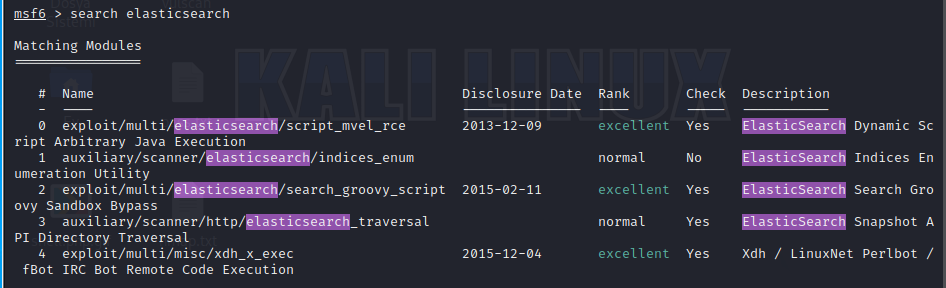 msf6 > search elasticsearch
Matching Modules
# Name Disclosure Date Rank Check Description
- ---- --------------- ---- ----- -----------
0 exploit/multi/elasticsearch/script_mvel_rce 2013-12-09 excellent Yes ElasticSearch Dynamic Sc
ript Arbitrary Java Execution
1 auxiliary/scanner/elasticsearch/indices_enum normal No ElasticSearch Indices En
umeration Utility
2 exploit/multi/elasticsearch/search_groovy_script 2015-02-11 excellent Yes ElasticSearch Search Gro
ovy Sandbox Bypass
3 auxiliary/scanner/http/elasticsearch_traversal normal Yes ElasticSearch Snapshot A
PI Directory Traversal
4 exploit/multi/misc/xdh_x_exec 2015-12-04 excellent Yes Xdh / LinuxNet Perlbot /
fBot IRC Bot Remote Code Execution
KALI LINUX